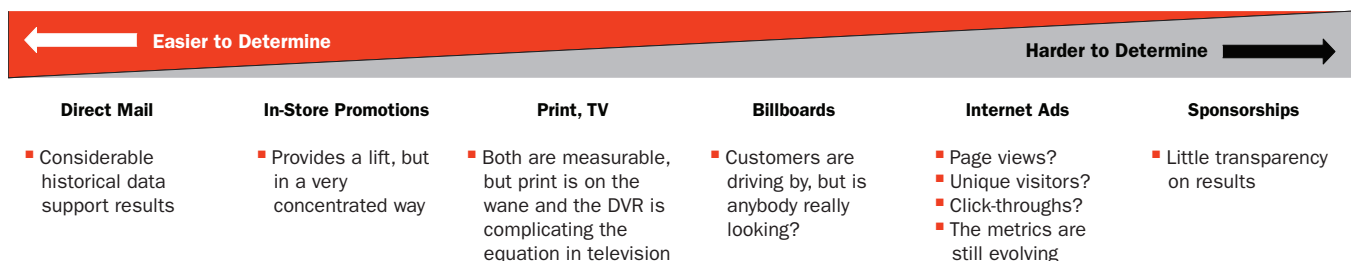 Easier to Determine
Harder to Determine
Direct Mail
Considerable
historical data
support results
In-Store Promotions
Provides a lift, but
in a very
concentrated way
Print, TV
Both are measurable,
but print is on the
wane and the DVR is
complicating the
equation in television
Billboards
Customers are
driving by, but is
anybody really
looking?
Internet Ads
Page views?
Unique visitors?
Click-throughs?
The metrics are
still evolving
Sponsorships
Little transparency
on results